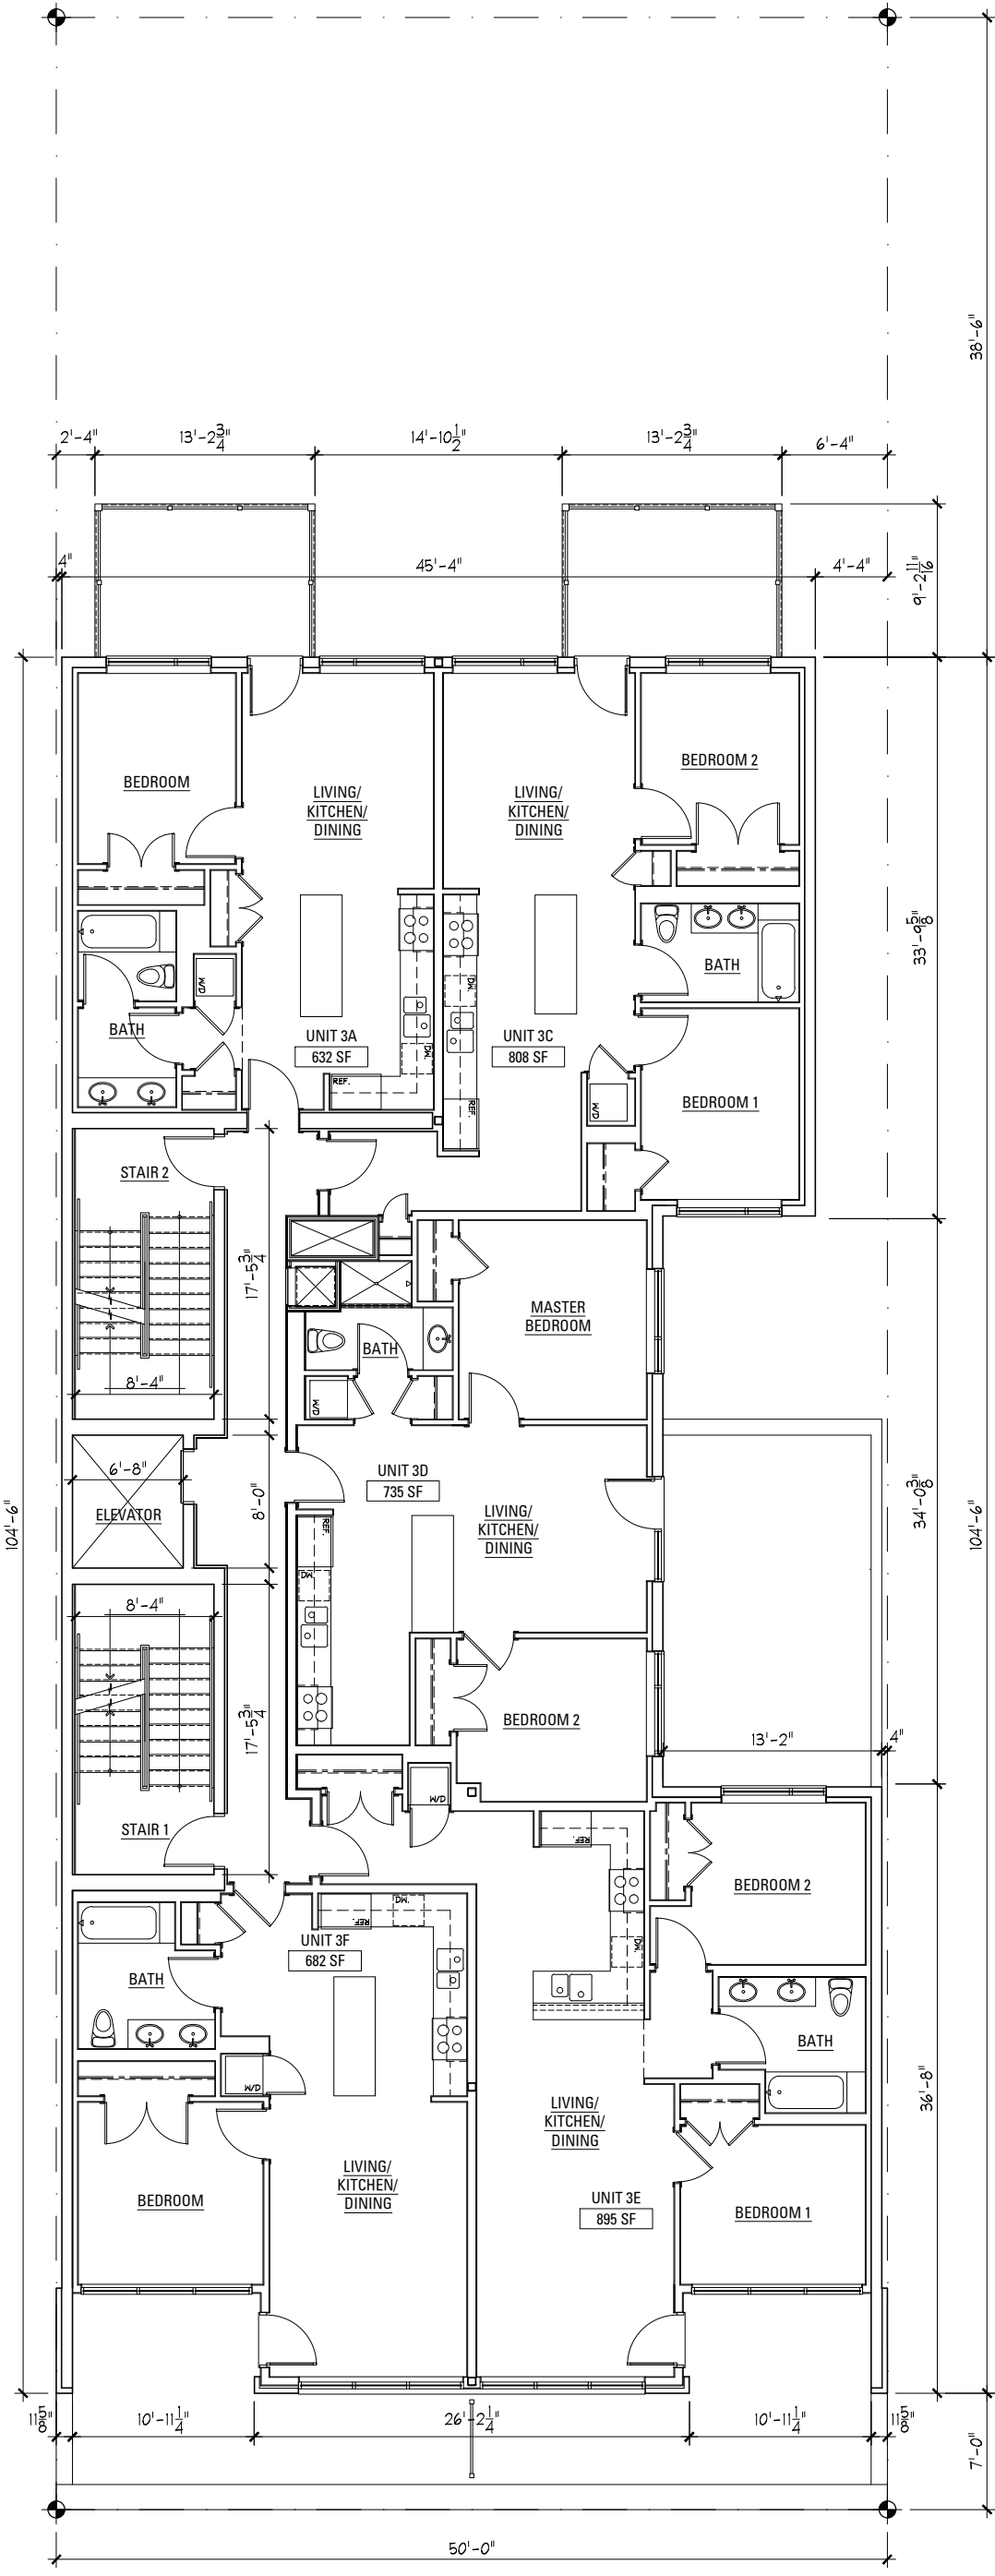 38'-6"
2'-4"
13'-2 3/4"
14'-10 1/2"
13'-2 3/4"
6'-4"
4"
45'-4"
4'-4"
9'-2 11/16"
BEDROOM
LIVING/
KITCHEN/
DINING
LIVING/
KITCHEN/
DINING
BEDROOM 2
33'-9 5/8"
BATH
W/D
DW.
DW.
BATH
UNIT 3A
632 SF
UNIT 3C
808 SF
REF.
REF.
W/D
BEDROOM 1
STAIR 2
17'-5 3/4"
MASTER
BEDROOM
BATH
8'-4"
W/D
6'-8"
ELEVATOR
8'-0"
UNIT 3D
735 SF
LIVING/
KITCHEN/
DINING
REF.
DW.
104'-6"
34'-0 3/8"
104'-6"
8'-4"
17'-5 3/4"
BEDROOM 2
13'-2"
4"
W/D
STAIR 1
REF.
BEDROOM 2
DW.
REF.
UNIT 3F
682 SF
DW.
BATH
BATH
W/D
36'-8"
LIVING/
KITCHEN/
DINING
LIVING/
KITCHEN/
DINING
BEDROOM
UNIT 3E
895 SF
BEDROOM 1
11 5/8"
10'-11 1/4"
26'-2 1/4"
10'-11 1/4"
11 5/8"
7'-0"
50'-0"